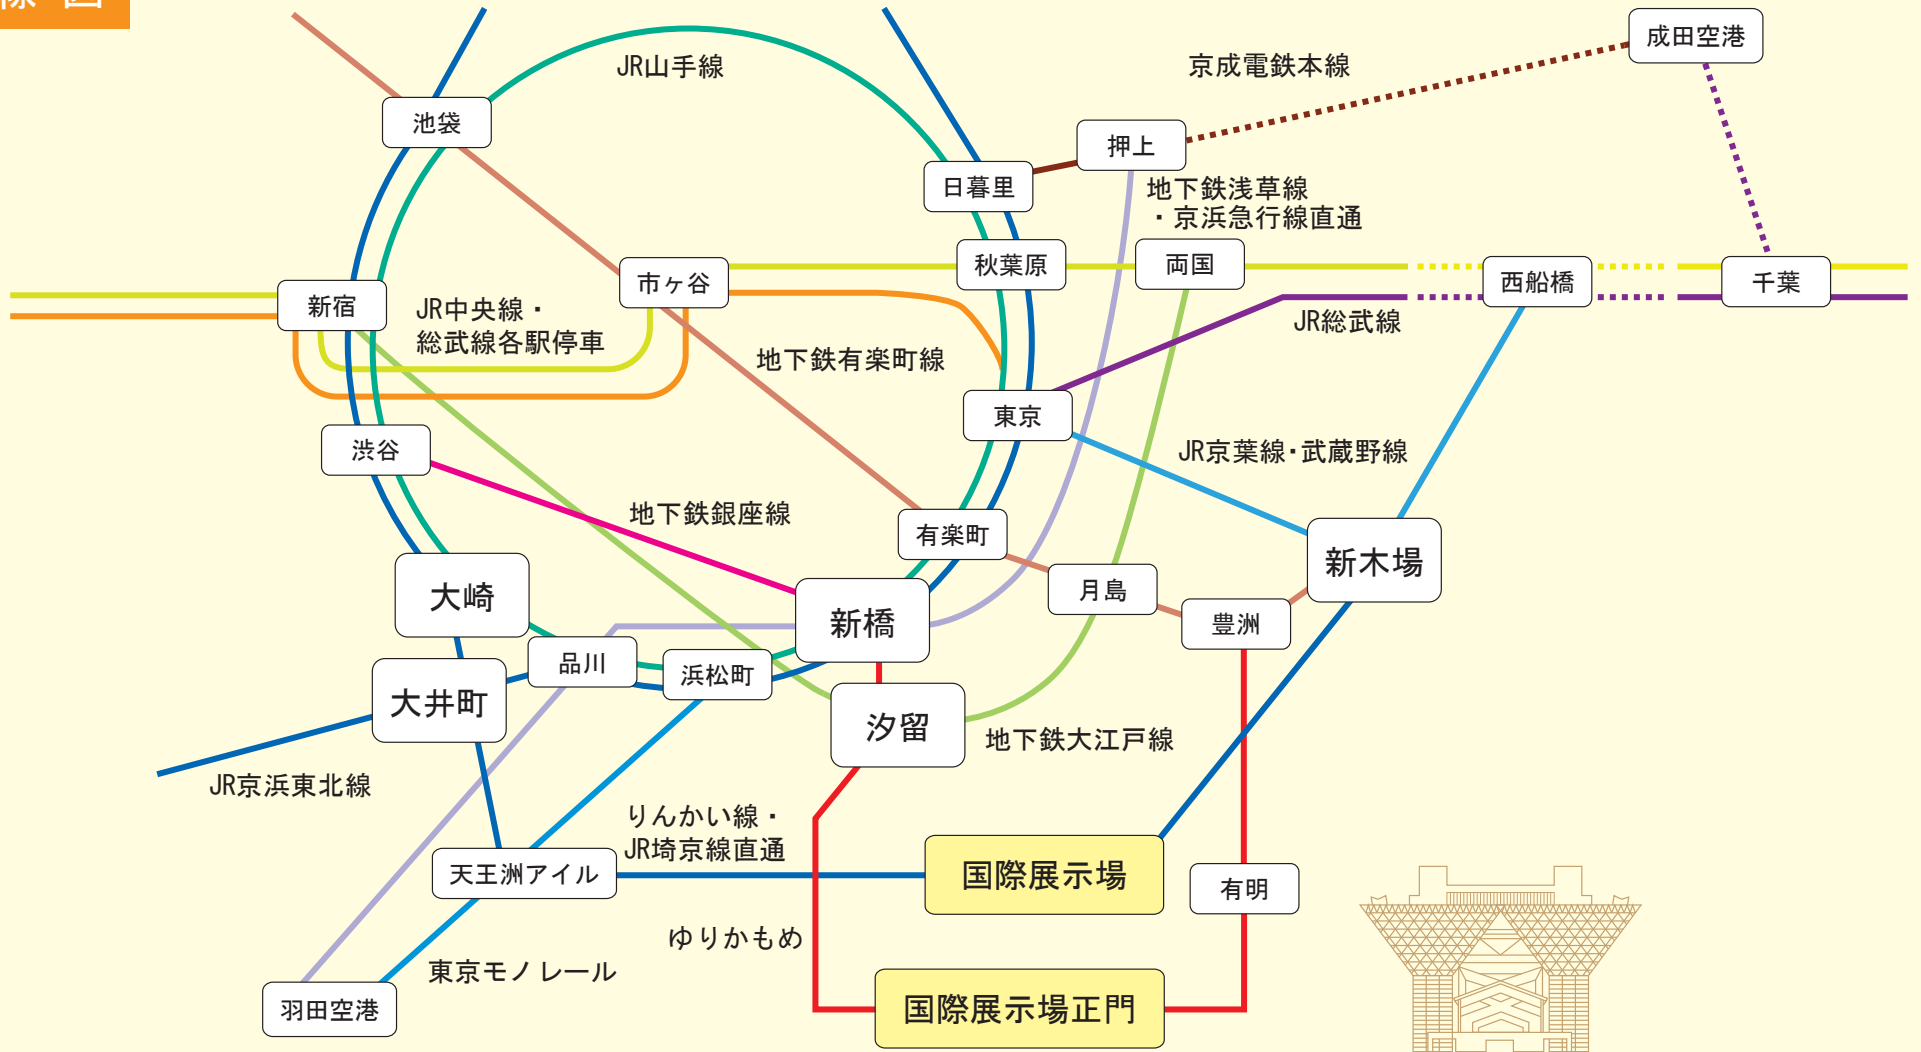 線 図
JR山手線
京成電鉄本線
成田空港
池袋
押上
日暮里
地下鉄浅草線
・京浜急行線直通
市ヶ谷
秋葉原
両国
西船橋
千葉
新宿
JR中央線・
総武線各駅停車
JR総武線
地下鉄有楽町線
東京
渋谷
JR京葉線・武蔵野線
地下鉄銀座線
有楽町
新木場
大崎
月島
新橋
豊洲
品川
浜松町
大井町
汐留
地下鉄大江戸線
JR京浜東北線
りんかい線・
JR埼京線直通
天王洲アイル
国際展示場
有明
ゆりかもめ
東京モノレール
羽田空港
国際展示場正門